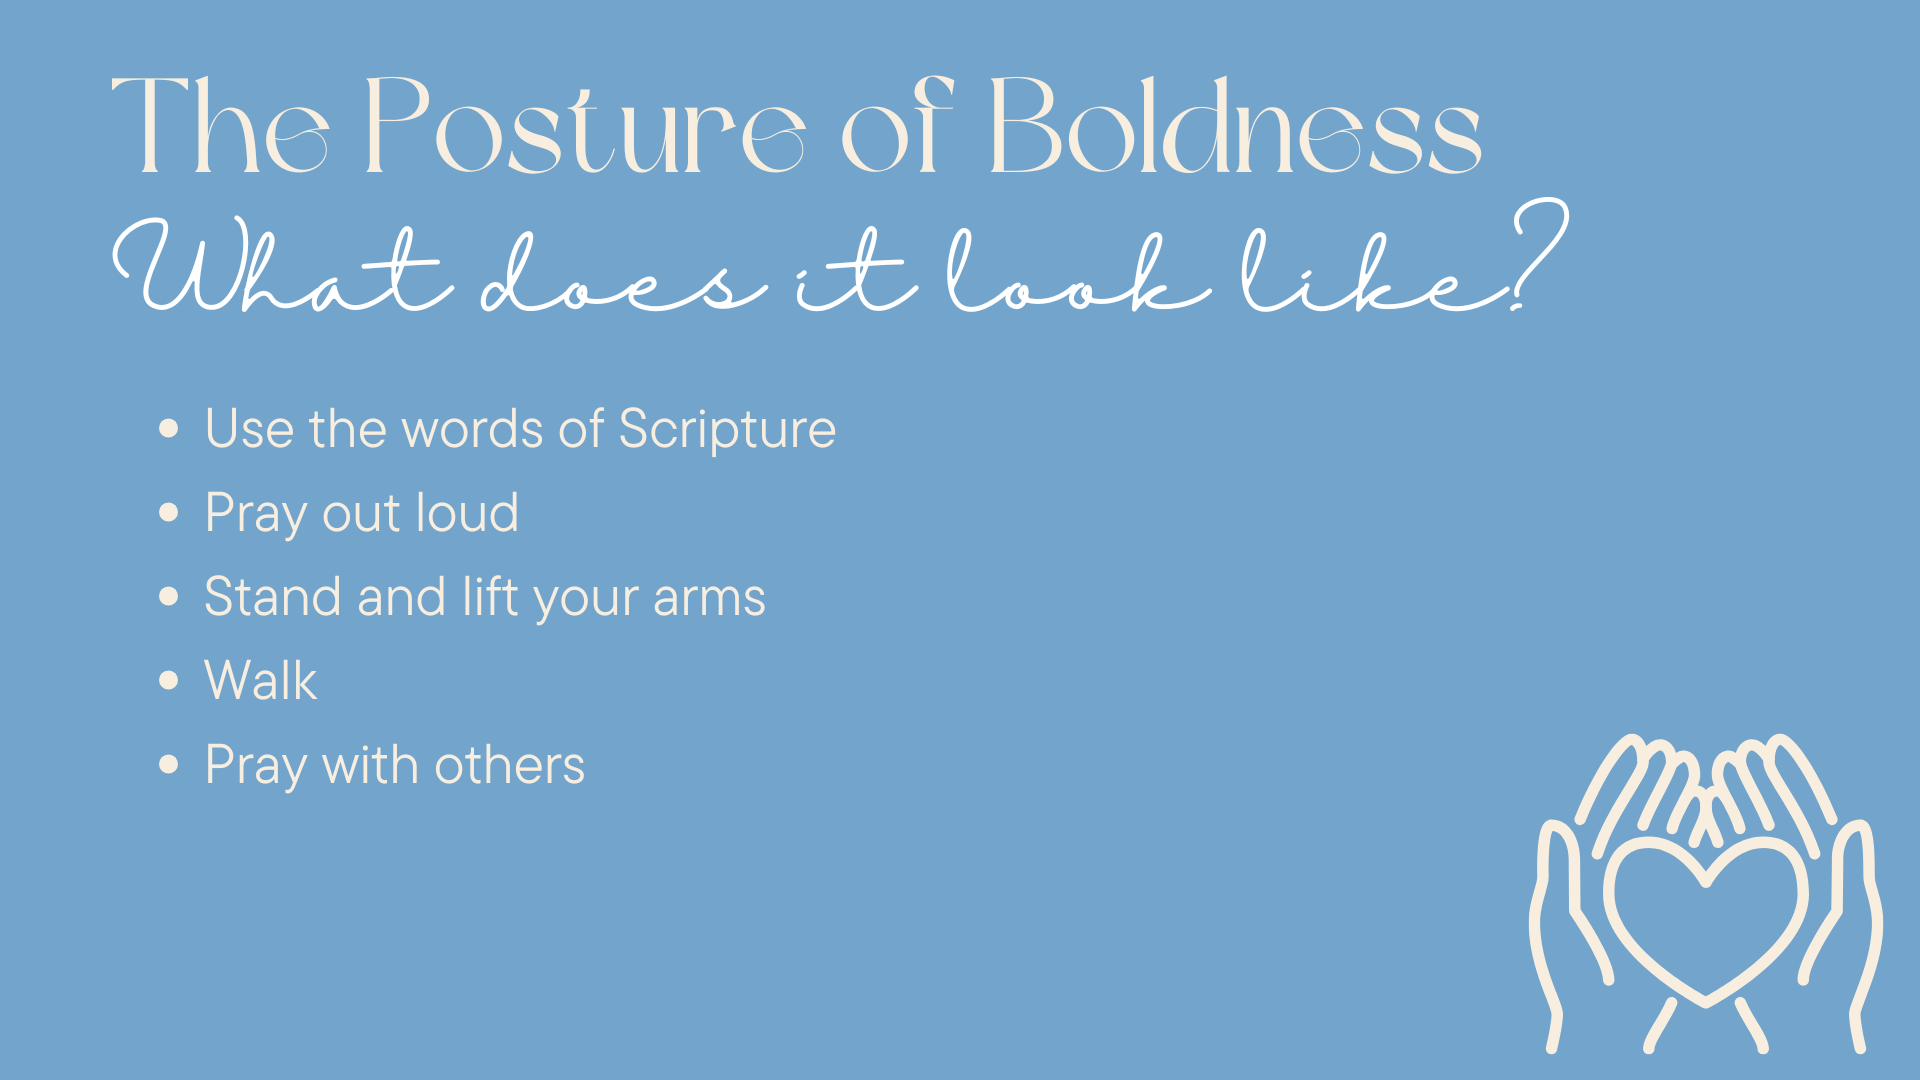 The Posture of Boldness
What does it look like?
• Use the words of Scripture
• Pray out loud
• Stand and lift your arms
• Walk
• Pray with others